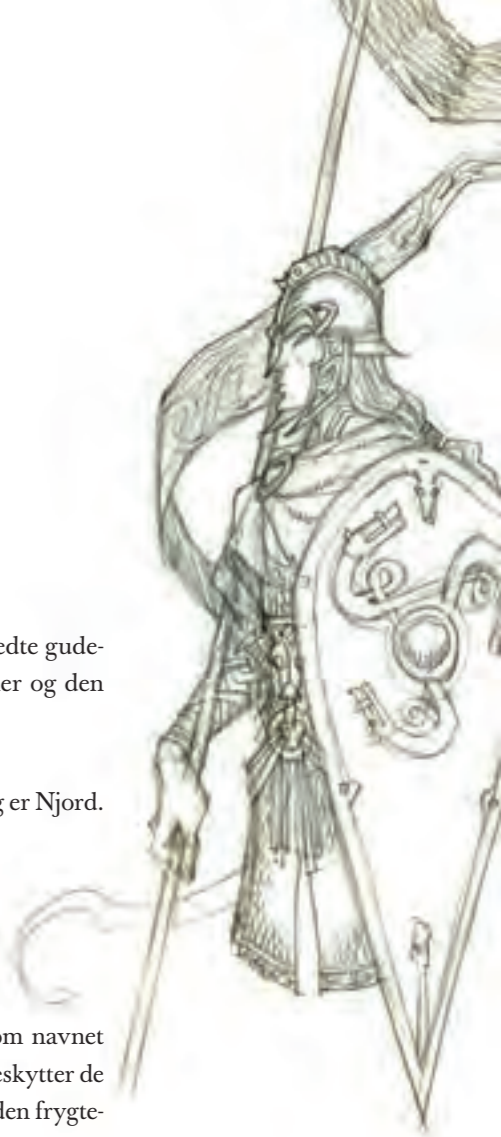 edte gude-
er og den
g er Njord.
om navnet
eskytter de
den frygte-